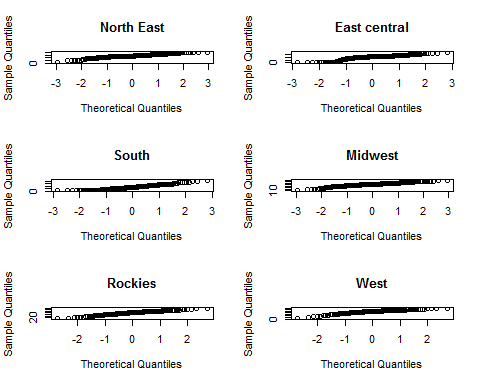 North East
Sample Quantiles
0
-3 -2 -1 0 1 2 3
Theoretical Quantiles
East central
Sample Quantiles
0
-3 -2 -1 0 1 2 3
Theoretical Quantiles
South
Sample Quantiles
0
-3 -2 -1 0 1 2 3
Theoretical Quantiles
Midwest
Sample Quantiles
10
-3 -2 -1 0 1 2 3
Theoretical Quantiles
Rockies
Sample Quantiles
20
-2 -1 0 1 2
Theoretical Quantiles
West
Sample Quantiles
0
-2 -1 0 1 2
Theoretical Quantiles